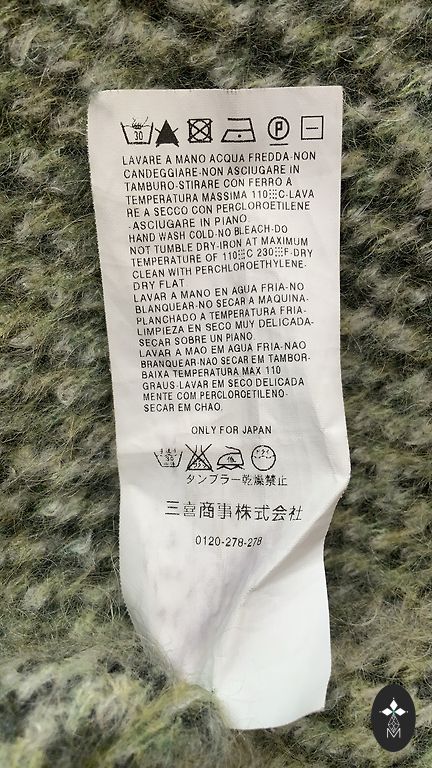 30
P
LAVARE A MANO ACQUA FREDDA-NON
CANDEGGIARE-NON ASCIUGARE IN
TAMBURO-STIRARE CON FERRO A
TEMPERATURA MASSIMA 110░C-LAVA
RE A SECCO CON PERCLOROETILENE
-ASCIUGARE IN PIANO.
HAND WASH COLD-NO BLEACH-DO
NOT TUMBLE DRY-IRON AT MAXIMUM
TEMPERATURE OF 110░C 230░F-DRY
CLEAN WITH PERCHLOROETHYLENE-
DRY FLAT
LAVAR A MANO EN AGUA FRIA-NO
BLANQUEAR-NO SECAR A MAQUINA-
PLANCHADO A TEMPERATURA FRIA-
LIMPIEZA EN SECO MUY DELICADA-
SECAR SOBRE UN PIANO
LAVAR A MAO EM AGUA FRIA-NAO
BRANQUEAR-NAO SECAR EM TAMBOR-
BAIXA TEMPERATURA MAX 110
GRAUS-LAVAR EM SECO DELICADA
MENTE COM PERCLOROETILENO-
SECAR EM CHAO.
ONLY FOR JAPAN
タンブラー乾燥禁止
三喜商事株式会社
0120-278-278
M